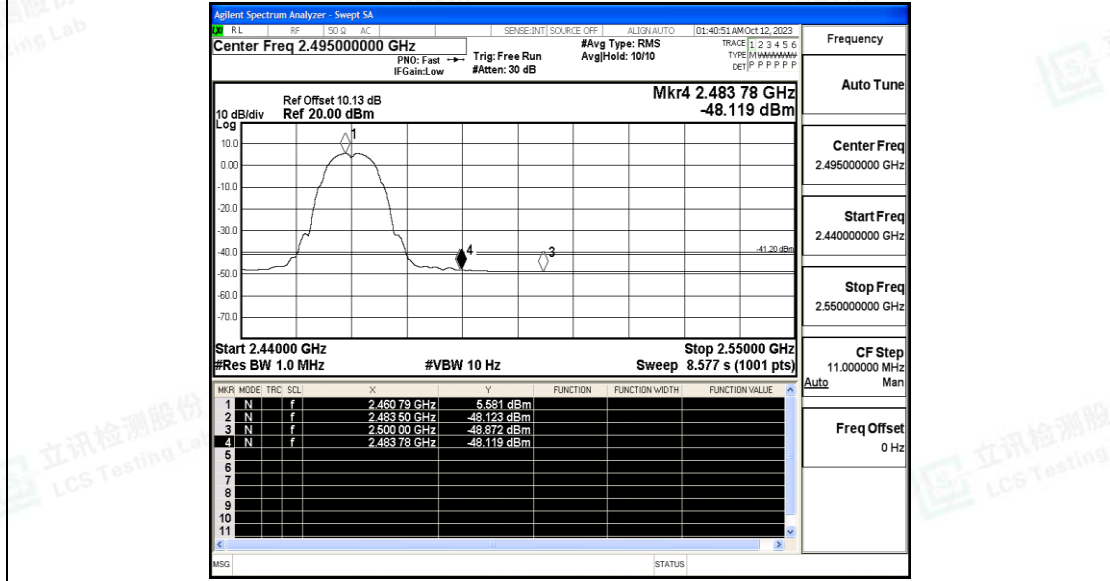 Agilent Spectrum Analyzer - Swept SA
RL RF 50 Ω AC SENSE:INT SOURCE OFF ALIGN AUTO 01:40:51 AM Oct 12, 2023
Center Freq 2.495000000 GHz #Avg Type: RMS TRACE 1 2 3 4 5 6
PNO: Fast Trig: Free Run Avg|Hold: 10/10 TYPE M WWWWW
IFGain:Low #Atten: 30 dB DET P P P P P P
Frequency
Auto Tune
Center Freq
2.495000000 GHz
Start Freq
2.440000000 GHz
Stop Freq
2.550000000 GHz
CF Step
11.000000 MHz
Auto Man
Freq Offset
0 Hz
Mkr4 2.483 78 GHz
-48.119 dBm
Ref Offset 10.13 dB
10 dB/div Ref 20.00 dBm
Log
10.0
0.00
-10.0
-20.0
-30.0
-40.0
-50.0
-60.0
-70.0
1
4
3
-41.20 dBm
Start 2.44000 GHz Stop 2.55000 GHz
#Res BW 1.0 MHz #VBW 10 Hz Sweep 8.577 s (1001 pts)
MKR MODE TRC SCL X Y FUNCTION FUNCTION WIDTH FUNCTION VALUE
1 N f 2.460 79 GHz 5.581 dBm
2 N f 2.483 50 GHz -48.123 dBm
3 N f 2.500 00 GHz -48.872 dBm
4 N f 2.483 78 GHz -48.119 dBm
5
6
7
8
9
10
11
MSG STATUS
立讯检测股份
LCS Testing Lab
立讯检测股
LCS Testing